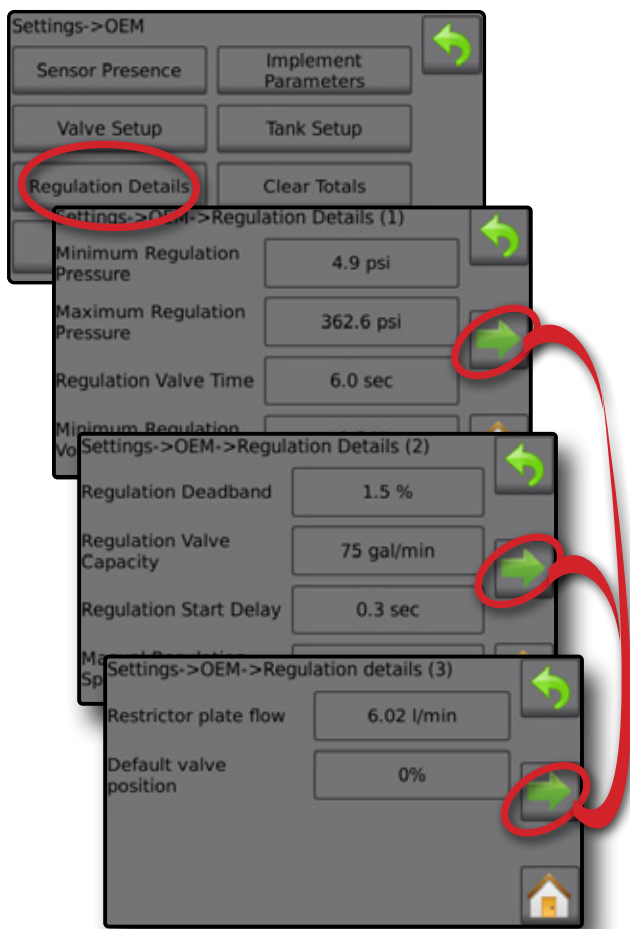 Settings->OEM
Sensor Presence
Implement
Parameters
Valve Setup
Tank Setup
Regulation Details
Clear Totals
Settings->OEM->Regulation Details (1)
Minimum Regulation
Pressure
4.9 psi
Maximum Regulation
Pressure
362.6 psi
Regulation Valve Time
6.0 sec
Minimum Regulation
Settings->OEM->Regulation Details (2)
Regulation Deadband
1.5 %
Regulation Valve
Capacity
75 gal/min
Regulation Start Delay
0.3 sec
Settings->OEM->Regulation details (3)
Restrictor plate flow
6.02 l/min
Default valve
position
0%